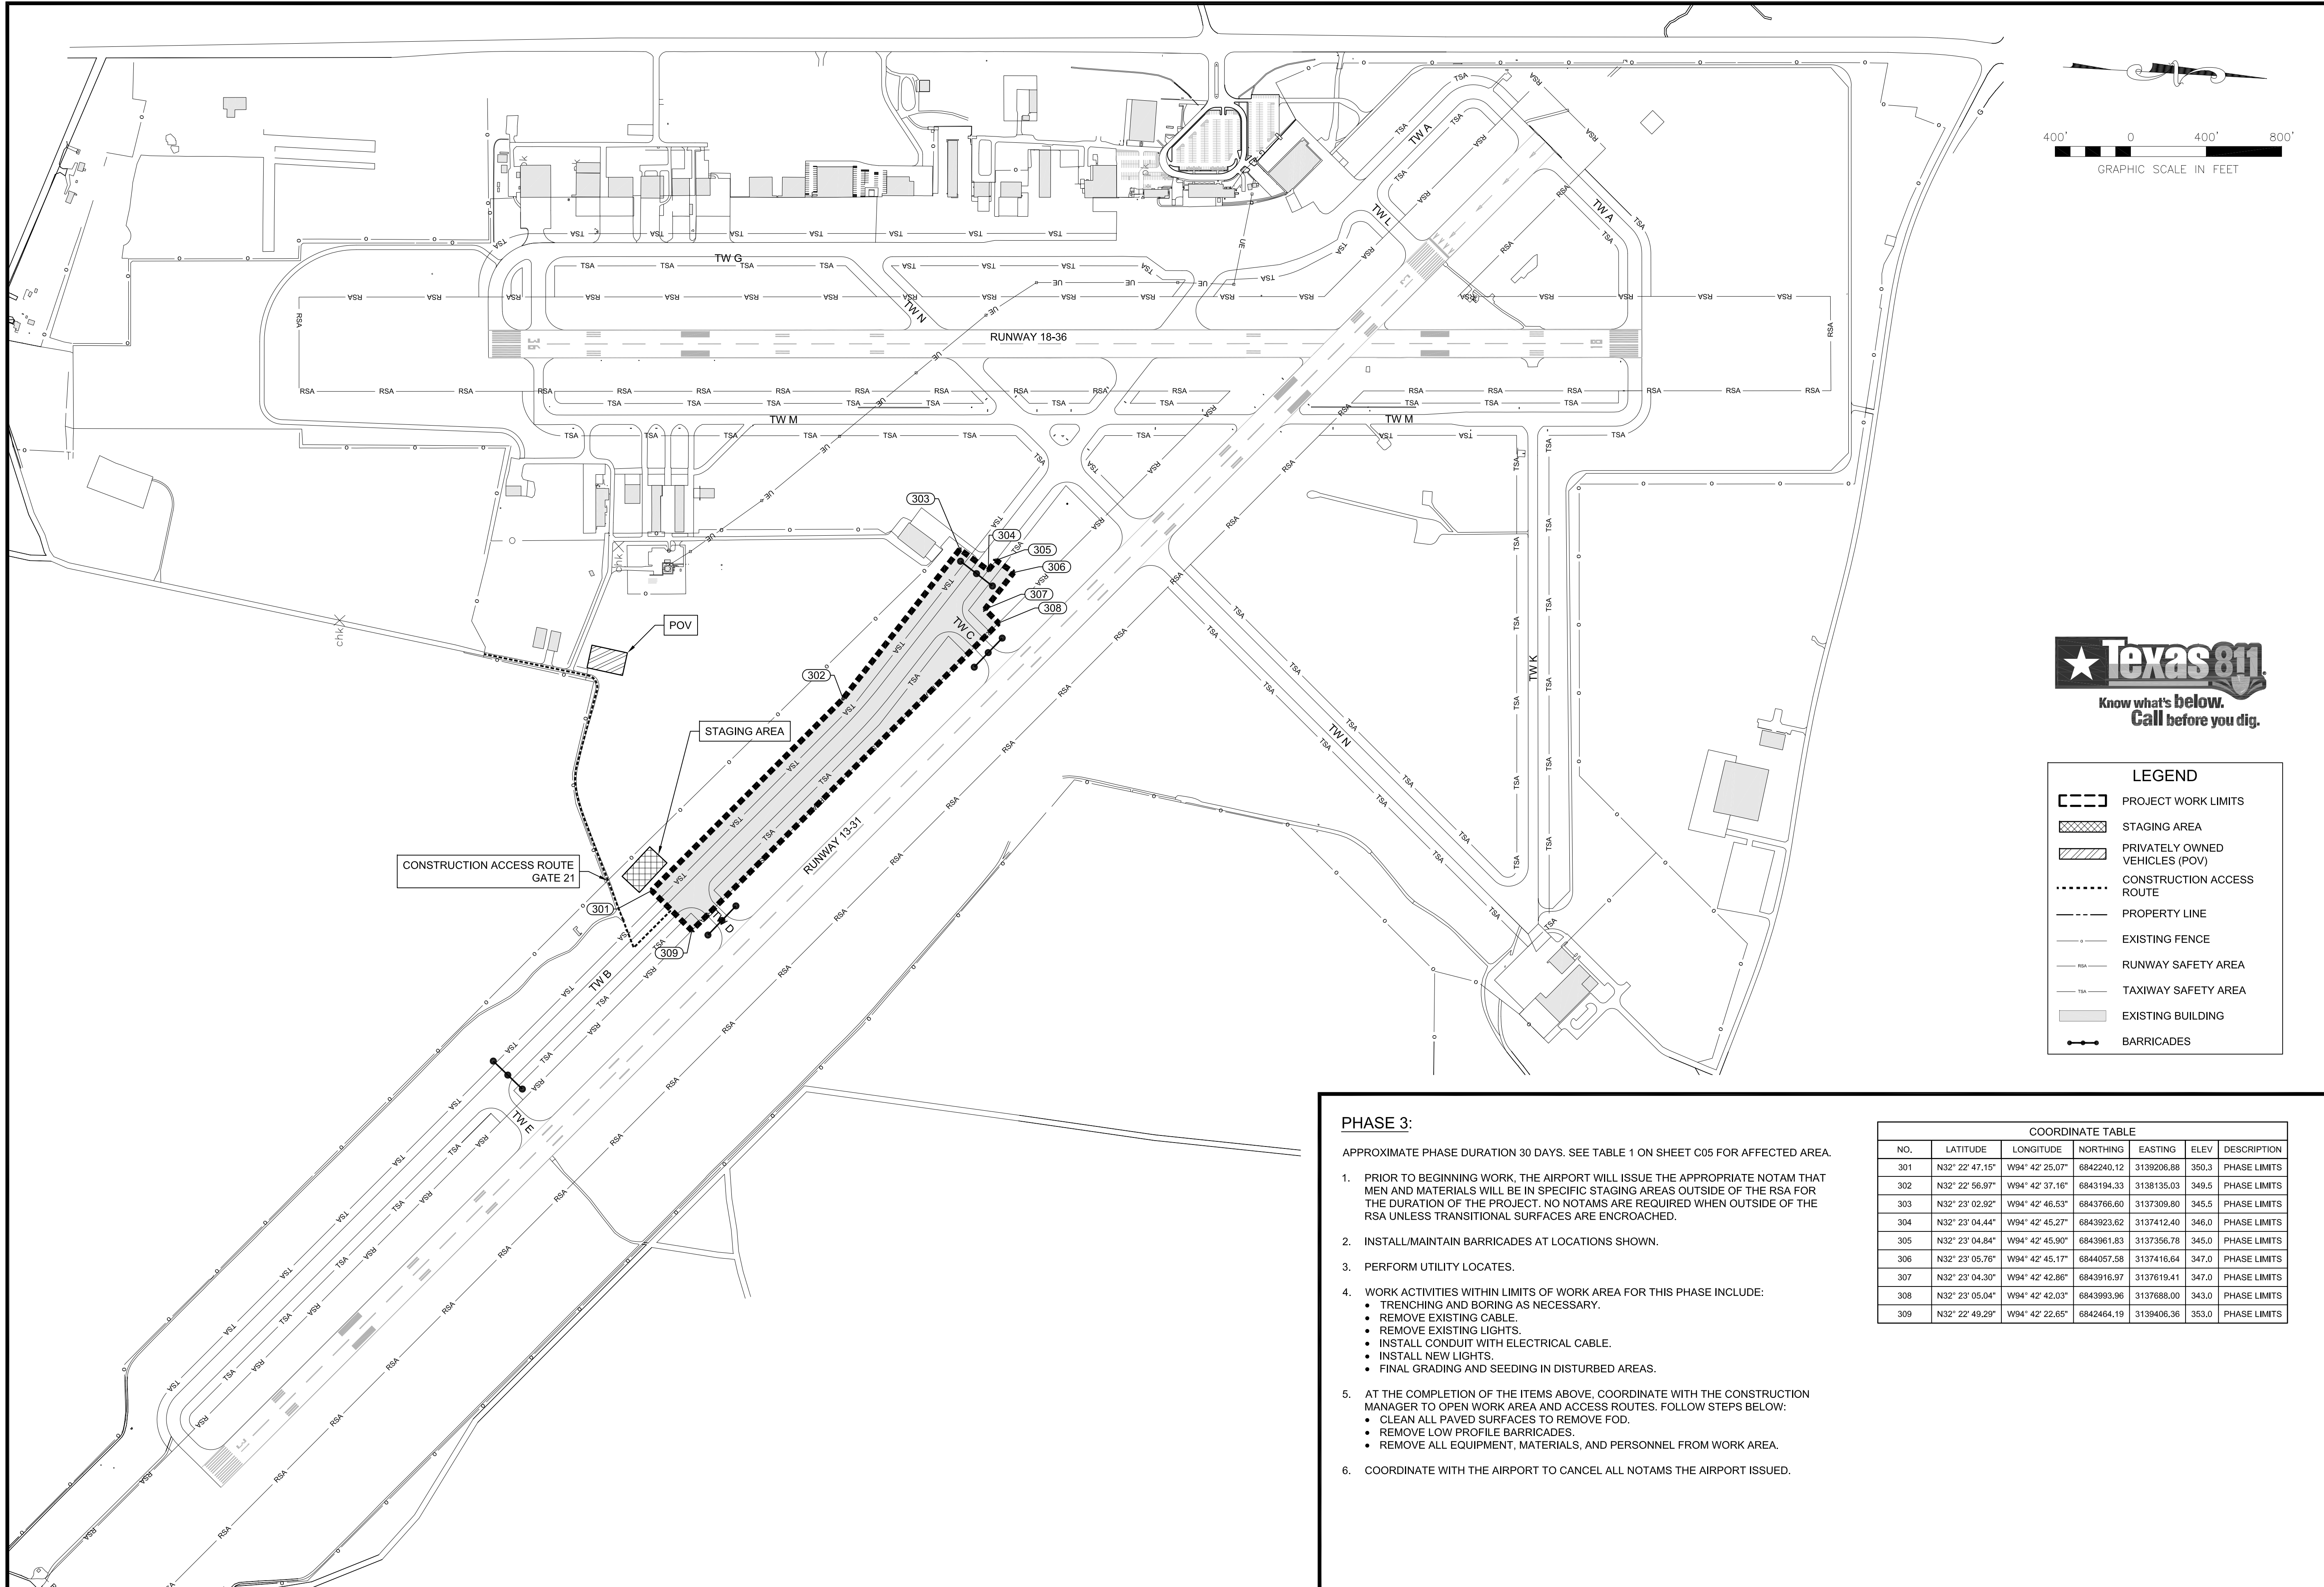 400' 0 400' 800'
GRAPHIC SCALE IN FEET
TW A
TW L
TW A
TW G
TW N
RUNWAY 18-36
TW M
TW M
303
304
305
306
307
308
TW C
POV
302
TW K
TW N
STAGING AREA
RUNWAY 13-31
CONSTRUCTION ACCESS ROUTE
GATE 21
301
309
TW B
TW E
chk
chk
RSA
TSA
UE
G
Texas 811
Know what's below.
Call before you dig.
LEGEND
PROJECT WORK LIMITS
STAGING AREA
PRIVATELY OWNED
VEHICLES (POV)
CONSTRUCTION ACCESS
ROUTE
PROPERTY LINE
EXISTING FENCE
RSA RUNWAY SAFETY AREA
TSA TAXIWAY SAFETY AREA
EXISTING BUILDING
BARRICADES
PHASE 3:
APPROXIMATE PHASE DURATION 30 DAYS. SEE TABLE 1 ON SHEET C05 FOR AFFECTED AREA.
1. PRIOR TO BEGINNING WORK, THE AIRPORT WILL ISSUE THE APPROPRIATE NOTAM THAT
MEN AND MATERIALS WILL BE IN SPECIFIC STAGING AREAS OUTSIDE OF THE RSA FOR
THE DURATION OF THE PROJECT. NO NOTAMS ARE REQUIRED WHEN OUTSIDE OF THE
RSA UNLESS TRANSITIONAL SURFACES ARE ENCROACHED.
2. INSTALL/MAINTAIN BARRICADES AT LOCATIONS SHOWN.
3. PERFORM UTILITY LOCATES.
4. WORK ACTIVITIES WITHIN LIMITS OF WORK AREA FOR THIS PHASE INCLUDE:
• TRENCHING AND BORING AS NECESSARY.
• REMOVE EXISTING CABLE.
• REMOVE EXISTING LIGHTS.
• INSTALL CONDUIT WITH ELECTRICAL CABLE.
• INSTALL NEW LIGHTS.
• FINAL GRADING AND SEEDING IN DISTURBED AREAS.
5. AT THE COMPLETION OF THE ITEMS ABOVE, COORDINATE WITH THE CONSTRUCTION
MANAGER TO OPEN WORK AREA AND ACCESS ROUTES. FOLLOW STEPS BELOW:
• CLEAN ALL PAVED SURFACES TO REMOVE FOD.
• REMOVE LOW PROFILE BARRICADES.
• REMOVE ALL EQUIPMENT, MATERIALS, AND PERSONNEL FROM WORK AREA.
6. COORDINATE WITH THE AIRPORT TO CANCEL ALL NOTAMS THE AIRPORT ISSUED.
COORDINATE TABLE
NO. LATITUDE LONGITUDE NORTHING EASTING ELEV DESCRIPTION
301 N32° 22' 47.15" W94° 42' 25.07" 6842240.12 3139206.88 350.3 PHASE LIMITS
302 N32° 22' 56.97" W94° 42' 37.16" 6843194.33 3138135.03 349.5 PHASE LIMITS
303 N32° 23' 02.92" W94° 42' 46.53" 6843766.60 3137309.80 345.5 PHASE LIMITS
304 N32° 23' 04.44" W94° 42' 45.27" 6843923.62 3137412.40 346.0 PHASE LIMITS
305 N32° 23' 04.84" W94° 42' 45.90" 6843961.83 3137356.78 345.0 PHASE LIMITS
306 N32° 23' 05.76" W94° 42' 45.17" 6844057.58 3137416.64 347.0 PHASE LIMITS
307 N32° 23' 04.30" W94° 42' 42.86" 6843916.97 3137619.41 347.0 PHASE LIMITS
308 N32° 23' 05.04" W94° 42' 42.03" 6843993.96 3137688.00 343.0 PHASE LIMITS
309 N32° 22' 49.29" W94° 42' 22.65" 6842464.19 3139406.36 353.0 PHASE LIMITS